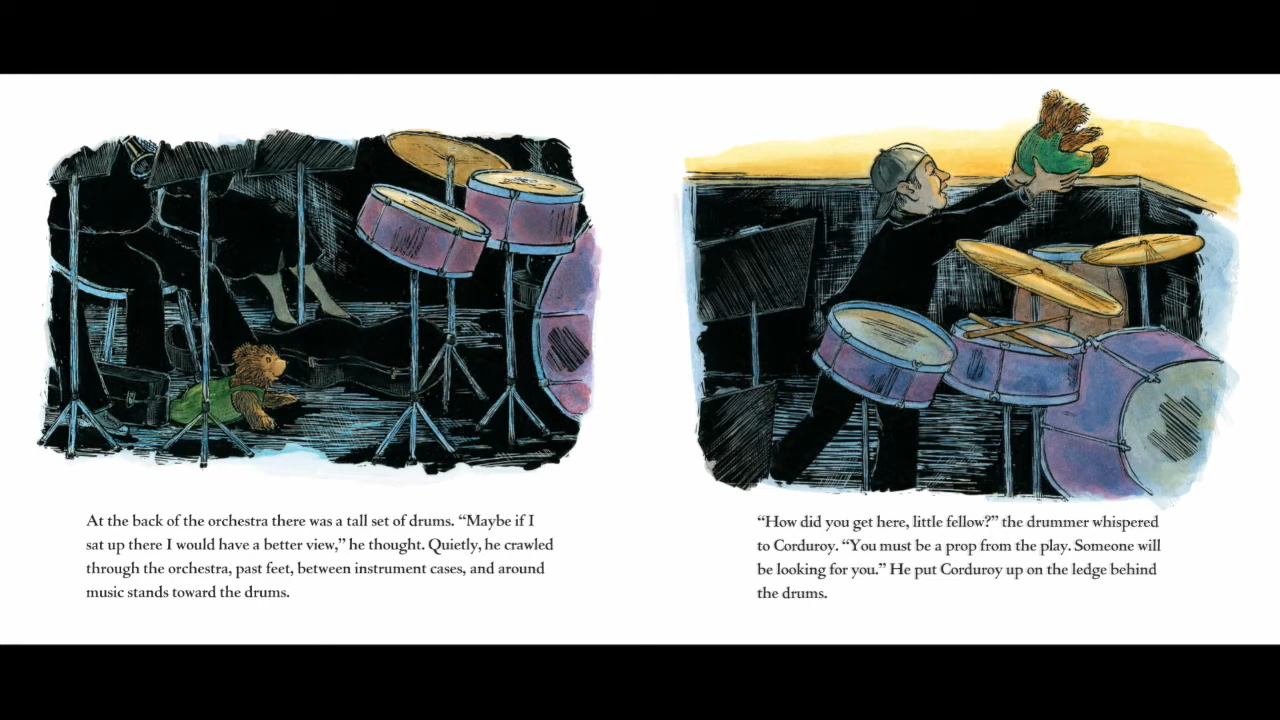 At the back of the orchestra there was a tall set of drums. “Maybe if I
sat up there I would have a better view,” he thought. Quietly, he crawled
through the orchestra, past feet, between instrument cases, and around
music stands toward the drums.
“How did you get here, little fellow?” the drummer whispered
to Corduroy. “You must be a prop from the play. Someone will
be looking for you.” He put Corduroy up on the ledge behind
the drums.